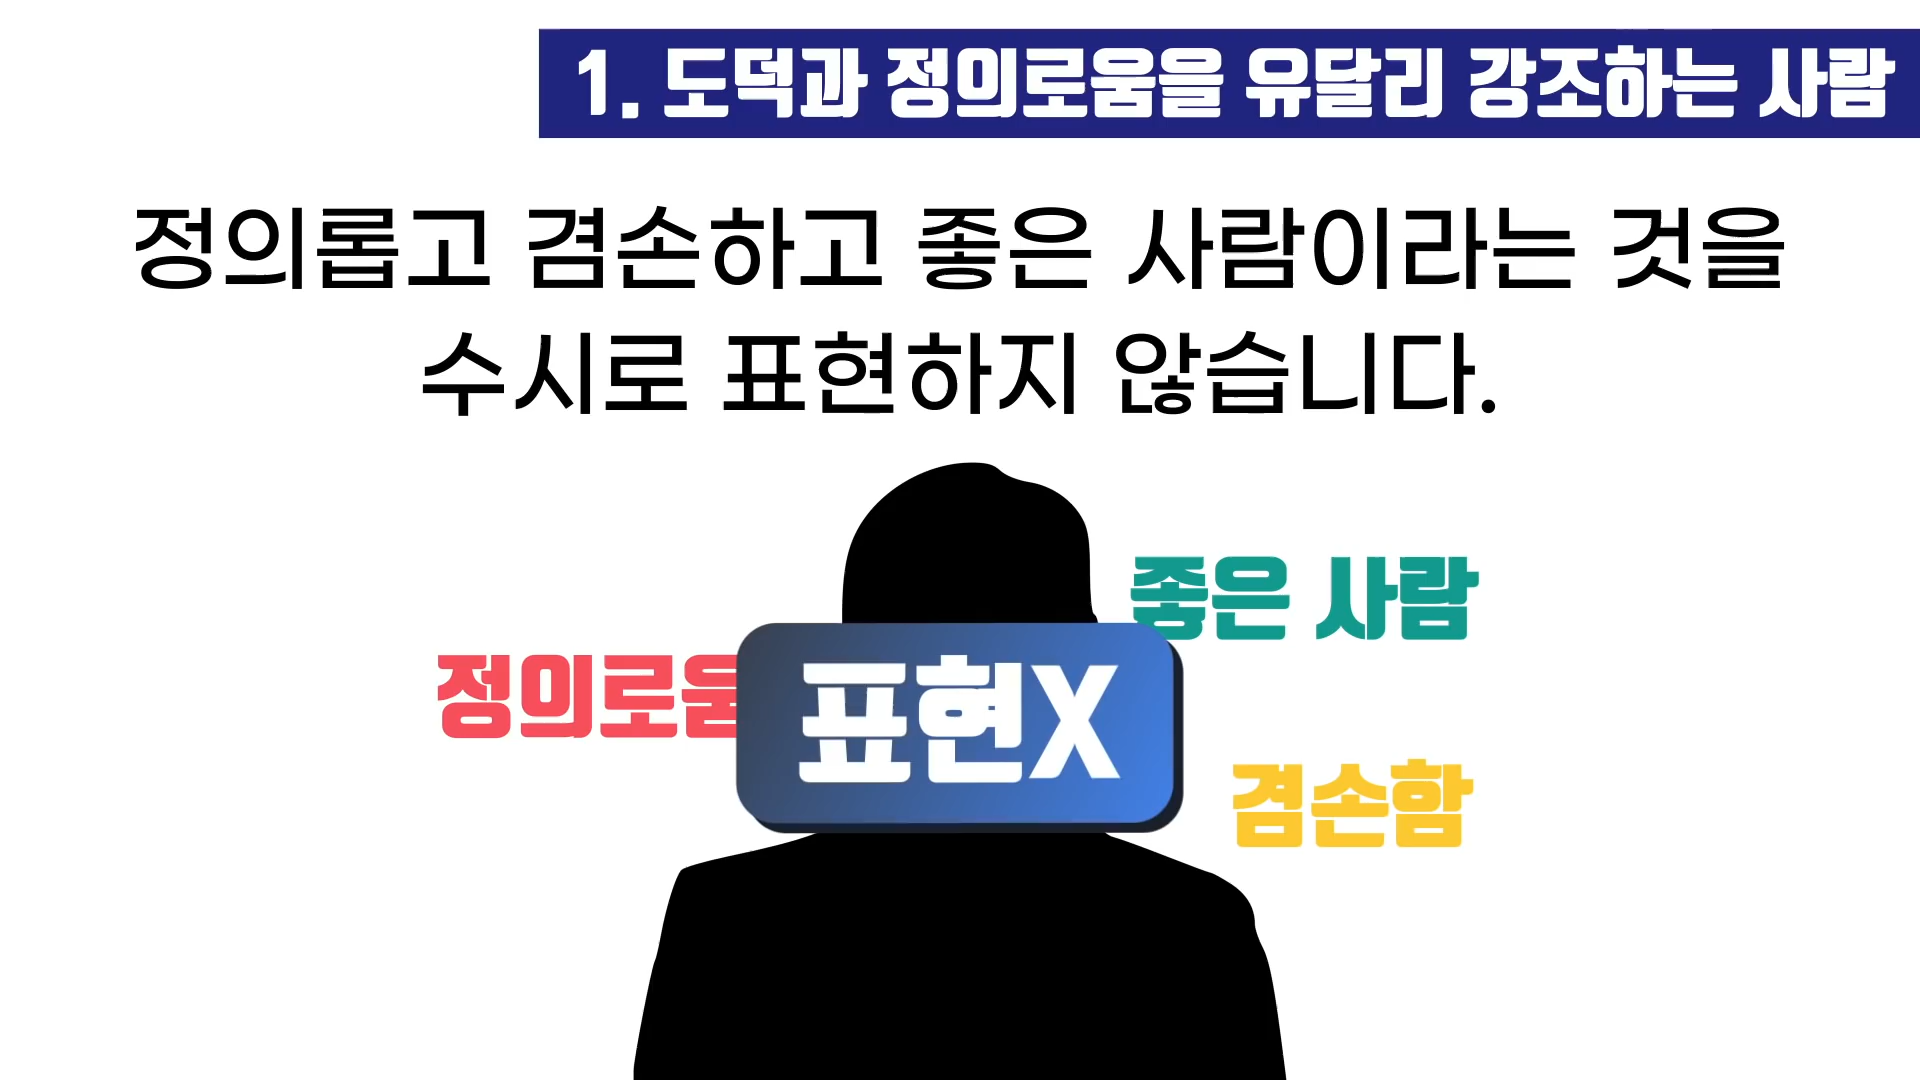 1. 도덕과 정의로움을 유달리 강조하는 사람
정의롭고 겸손하고 좋은 사람이라는 것을
수시로 표현하지 않습니다.
좋은 사람
정의로움
표현X
겸손함